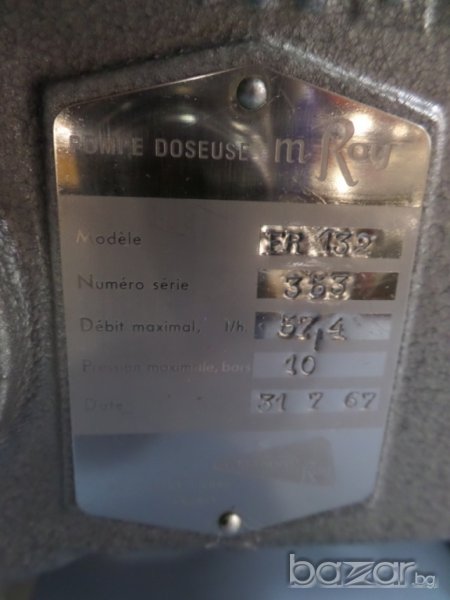 POMPE DOSEUSE m Roy
Modèle ER 132
Numéro série 353
Débit maximal, l/h. 57,4
Pression maximale, bars 10
Date 31 7 67
bazar.bg